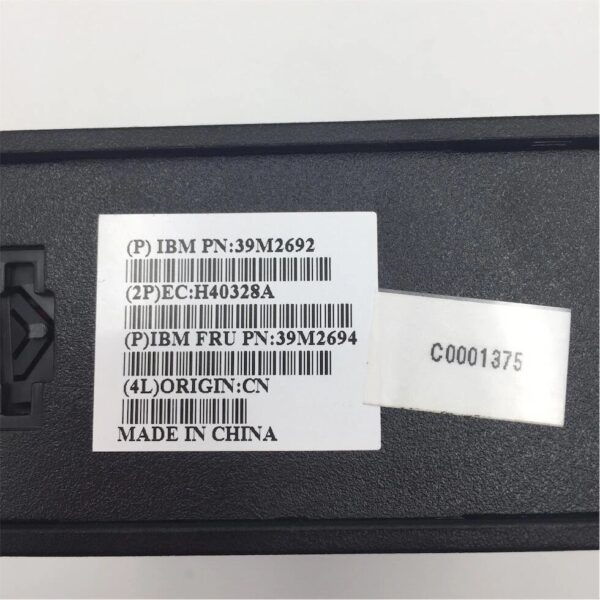 (P) IBM PN:39M2692
(2P)EC:H40328A
(P)IBM FRU PN:39M2694
(4L)ORIGIN:CN
MADE IN CHINA
C0001375